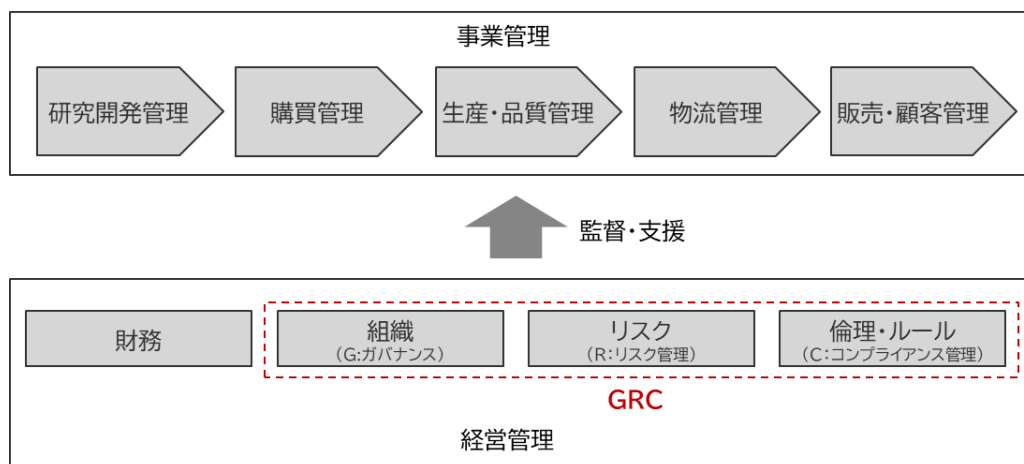 事業管理
研究開発管理
購買管理
生産・品質管理
物流管理
販売・顧客管理
監督・支援
財務
組織
（G:ガバナンス）
リスク
（R：リスク管理）
倫理・ルール
（C：コンプライアンス管理）
GRC
経営管理